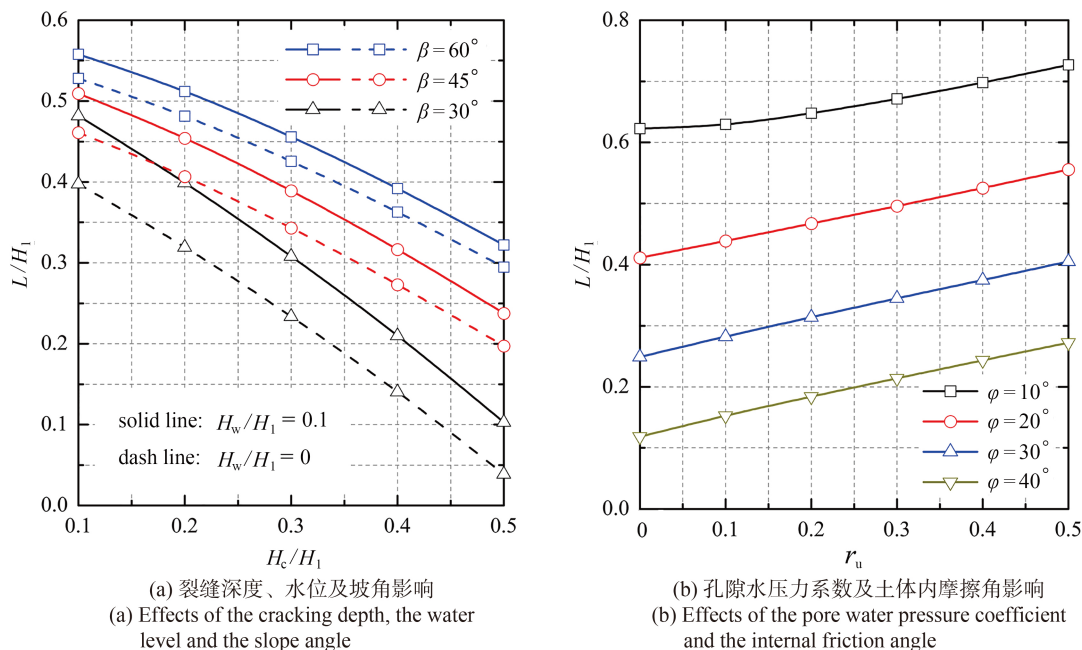 0.6
0.5
0.4
0.3
0.2
0.1
0.0
L/H₁
β=60°
β=45°
β=30°
solid line: H_w/H₁=0.1
dash line: H_w/H₁=0
0.1 0.2 0.3 0.4 0.5
H_c/H₁
(a) 裂缝深度、水位及坡角影响
(a) Effects of the cracking depth, the water
level and the slope angle
0.8
0.6
0.4
0.2
0.0
L/H₁
φ=10°
φ=20°
φ=30°
φ=40°
0 0.1 0.2 0.3 0.4 0.5
r_u
(b) 孔隙水压力系数及土体内摩擦角影响
(b) Effects of the pore water pressure coefficient
and the internal friction angle